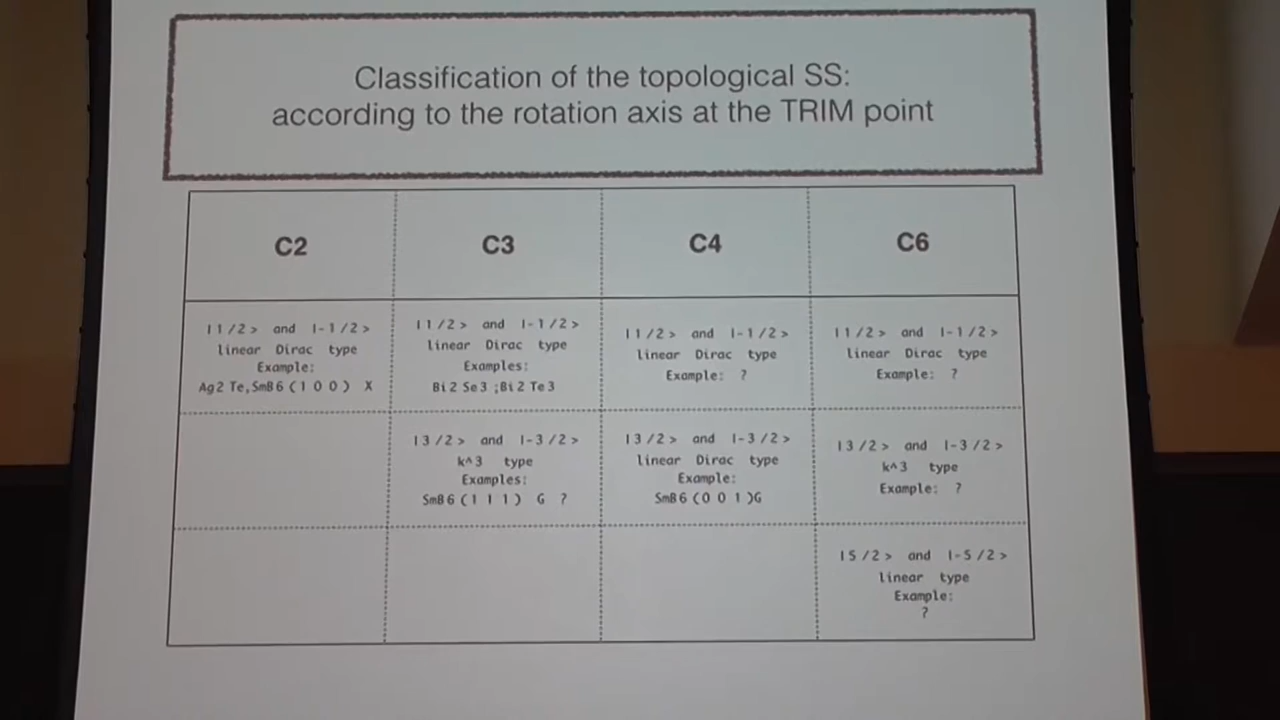 Classification of the topological SS:
according to the rotation axis at the TRIM point
C2
C3
C4
C6
|1/2> and |-1/2>
linear Dirac type
Example:
Ag2Te,SmB6(100) X
|1/2> and |-1/2>
linear Dirac type
Examples:
Bi2Se3;Bi2Te3
|1/2> and |-1/2>
linear Dirac type
Example: ?
|1/2> and |-1/2>
linear Dirac type
Example: ?
|3/2> and |-3/2>
k^3 type
Examples:
SmB6(111) G ?
|3/2> and |-3/2>
linear Dirac type
Example:
SmB6(001)G
|3/2> and |-3/2>
k^3 type
Example: ?
|5/2> and |-5/2>
linear type
Example:
?